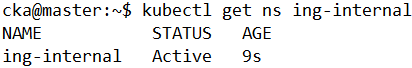 cka@master:~$ kubectl get ns ing-internal
NAME           STATUS   AGE
ing-internal   Active   9s